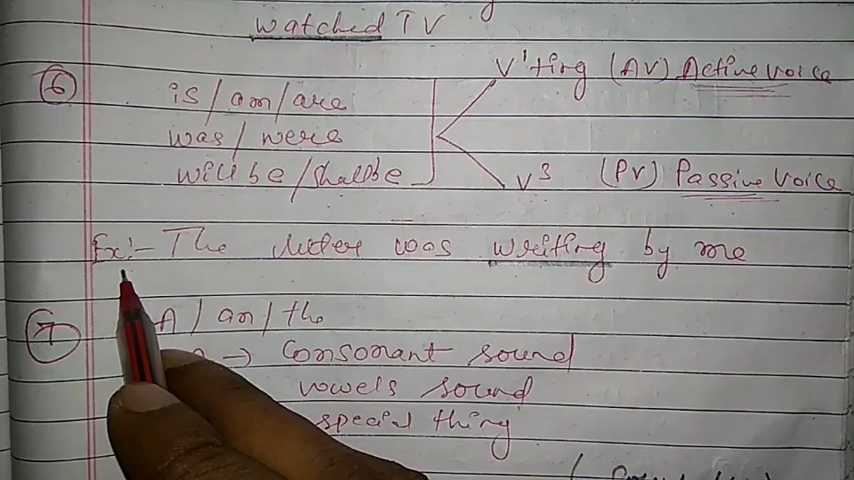 watched TV
6 is/am/are V¹+ing (AV) Active voice
was/were
will be/shall be V³ (PV) Passive Voice
Ex:- The letter was writing by me
7 A/an/the
→ Consonant sound
vowels sound
special thing